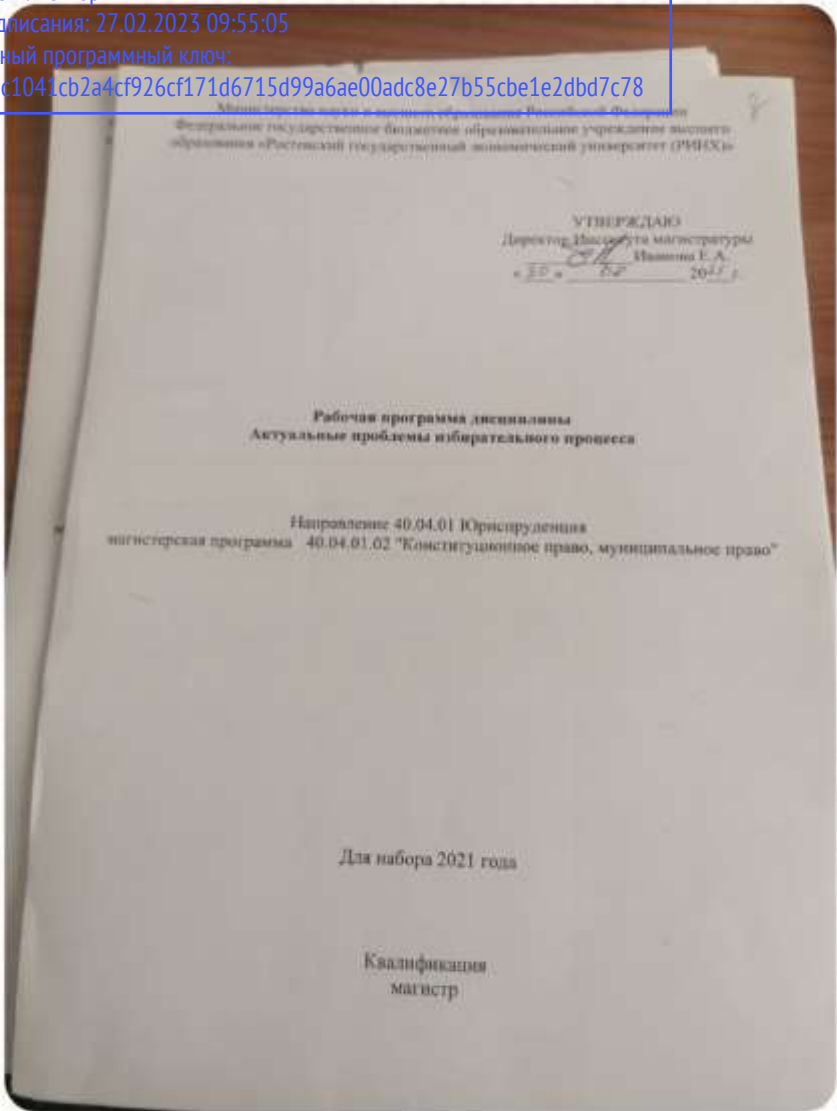 дписания: 27.02.2023 09:55:05
ный программный ключ:
c1041cb2a4cf926cf171d6715d99a6ae00adc8e27b55cbe1e2dbd7c78
Министерство науки и высшего образования Российской Федерации
Федеральное государственное бюджетное образовательное учреждение высшего
образования «Ростовский государственный экономический университет (РИНХ)»
УТВЕРЖДАЮ
Директор Института магистратуры
Иванова Е.А.
« 30 » 08 2021 г.
Рабочая программа дисциплины
Актуальные проблемы избирательного процесса
Направление 40.04.01 Юриспруденция
магистерская программа 40.04.01.02 "Конституционное право, муниципальное право"
Для набора 2021 года
Квалификация
магистр